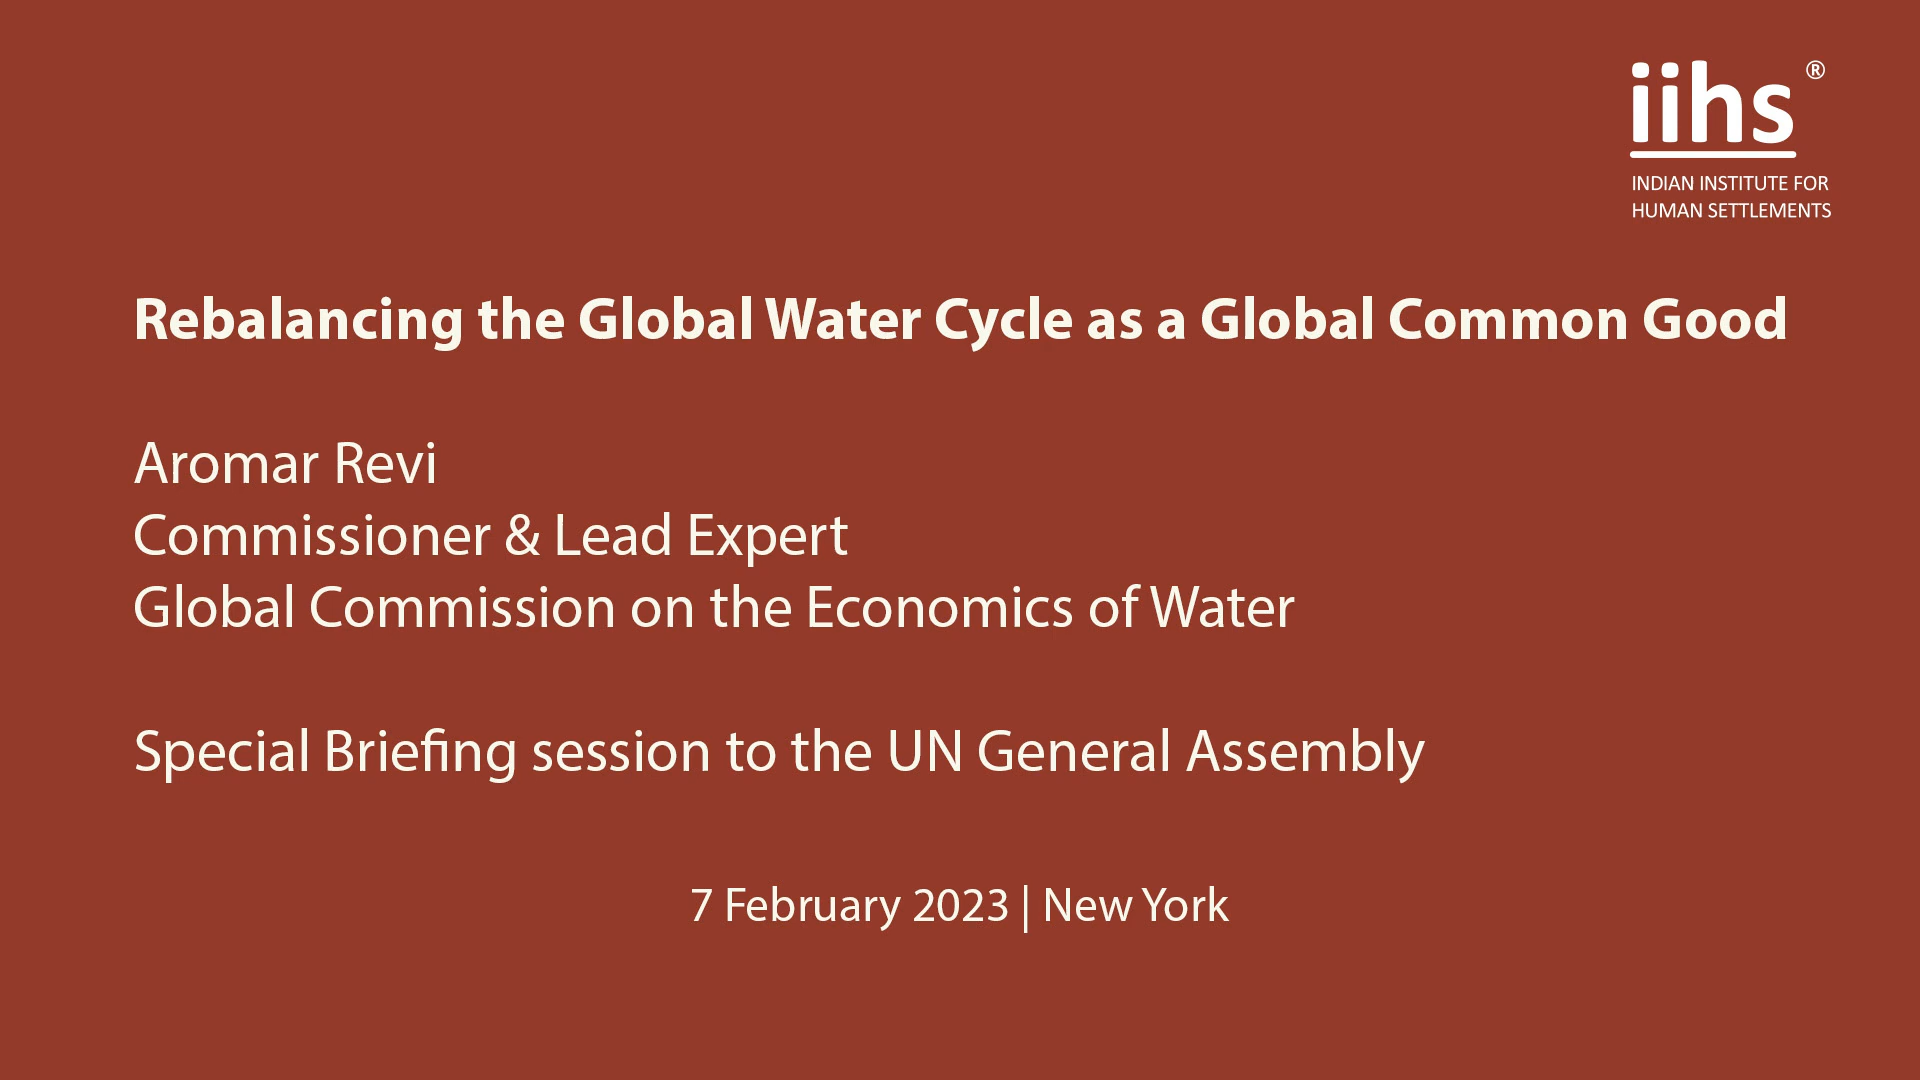 iihs ®
INDIAN INSTITUTE FOR
HUMAN SETTLEMENTS
Rebalancing the Global Water Cycle as a Global Common Good
Aromar Revi
Commissioner & Lead Expert
Global Commission on the Economics of Water
Special Briefing session to the UN General Assembly
7 February 2023 | New York